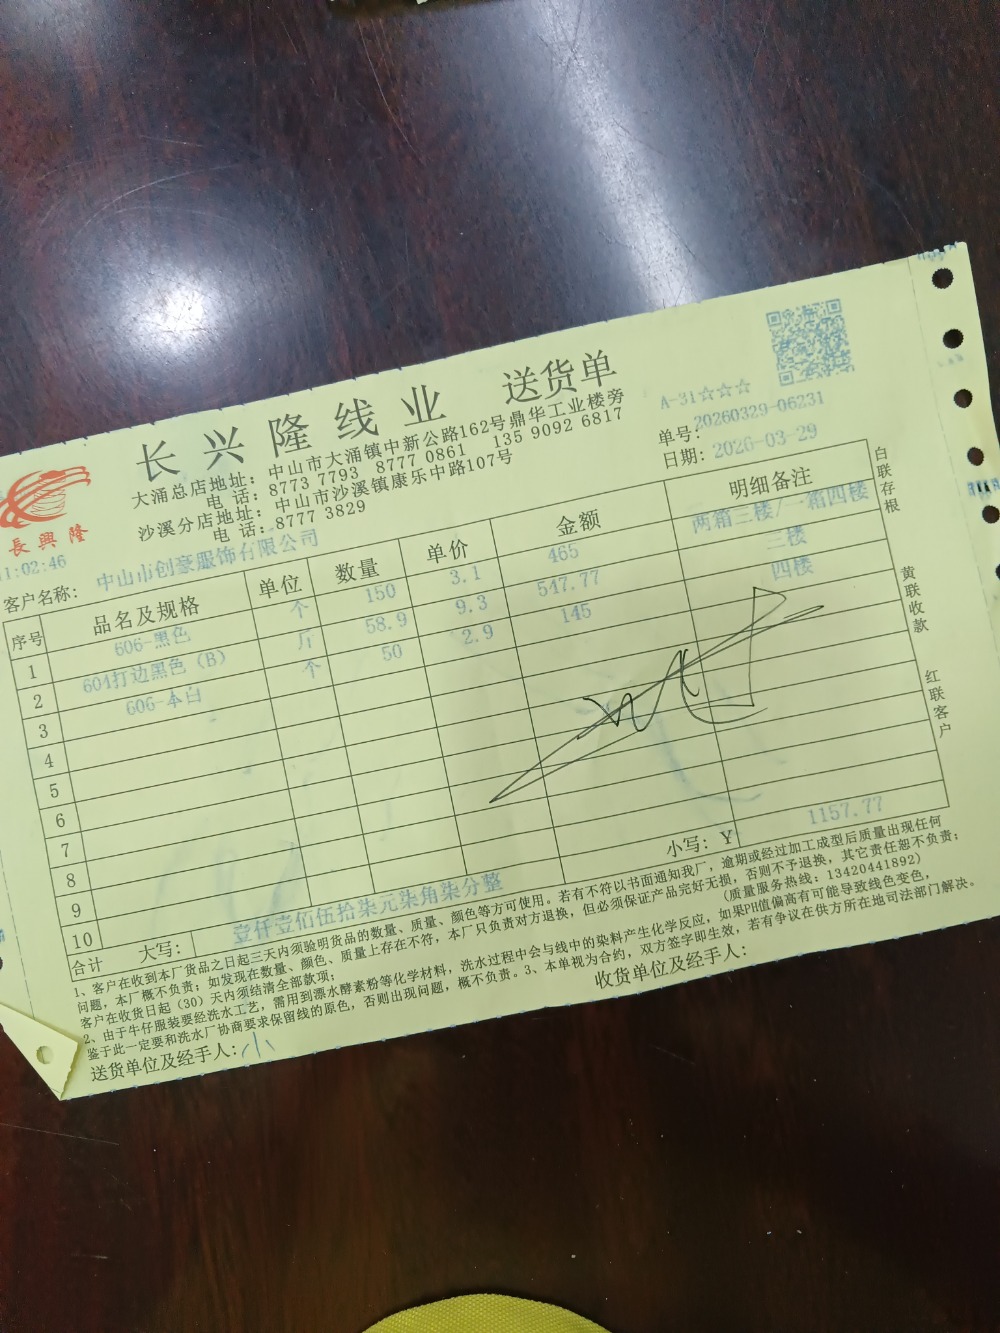 长兴隆线业 送货单
大涌总店地址：中山市大涌镇中新公路162号鼎华工业楼旁
电 话：8773 7793 8777 0861 135 9092 6817
沙溪分店地址：中山市沙溪镇康乐中路107号
电 话：8777 3829
A-31☆☆☆
单号：20260329-06231
日期：2026-03-29
長興隆
11:02:46
客户名称：中山市创豪服饰有限公司
序号 品名及规格 单位 数量 单价 金额 明细备注
1 606-黑色 个 150 3.1 465 两箱三楼/一箱四楼
2 604打边黑色（B） 斤 58.9 9.3 547.77 三楼
3 606-本白 个 50 2.9 145 四楼
4
5
6
7
8
9
10
合计 大写：壹仟壹佰伍拾柒元柒角柒分整 小写：￥ 1157.77
白联存根
黄联收款
红联客户
1、客户在收到本厂货品之日起三天内须验明货品的数量、质量、颜色等方可使用。若有不符以书面通知我厂，逾期或经过加工成型后质量出现任何
问题，本厂概不负责；如发现在数量、颜色、质量上存在不符，本厂只负责对方退换，但必须保证产品完好无损，否则不予退换，其它责任恕不负责；
客户在收货日起（30）天内须结清全部款项； （质量服务热线：13420441892）
2、由于牛仔服装要经洗水工艺，需用到漂水酵素粉等化学材料，洗水过程中会与线中的染料产生化学反应，如果PH值偏高有可能导致线色变色，
鉴于此一定要和洗水厂协商要求保留线的原色，否则出现问题，概不负责。3、本单视为合约，双方签字即生效，若有争议在供方所在地司法部门解决。
送货单位及经手人：小 收货单位及经手人：